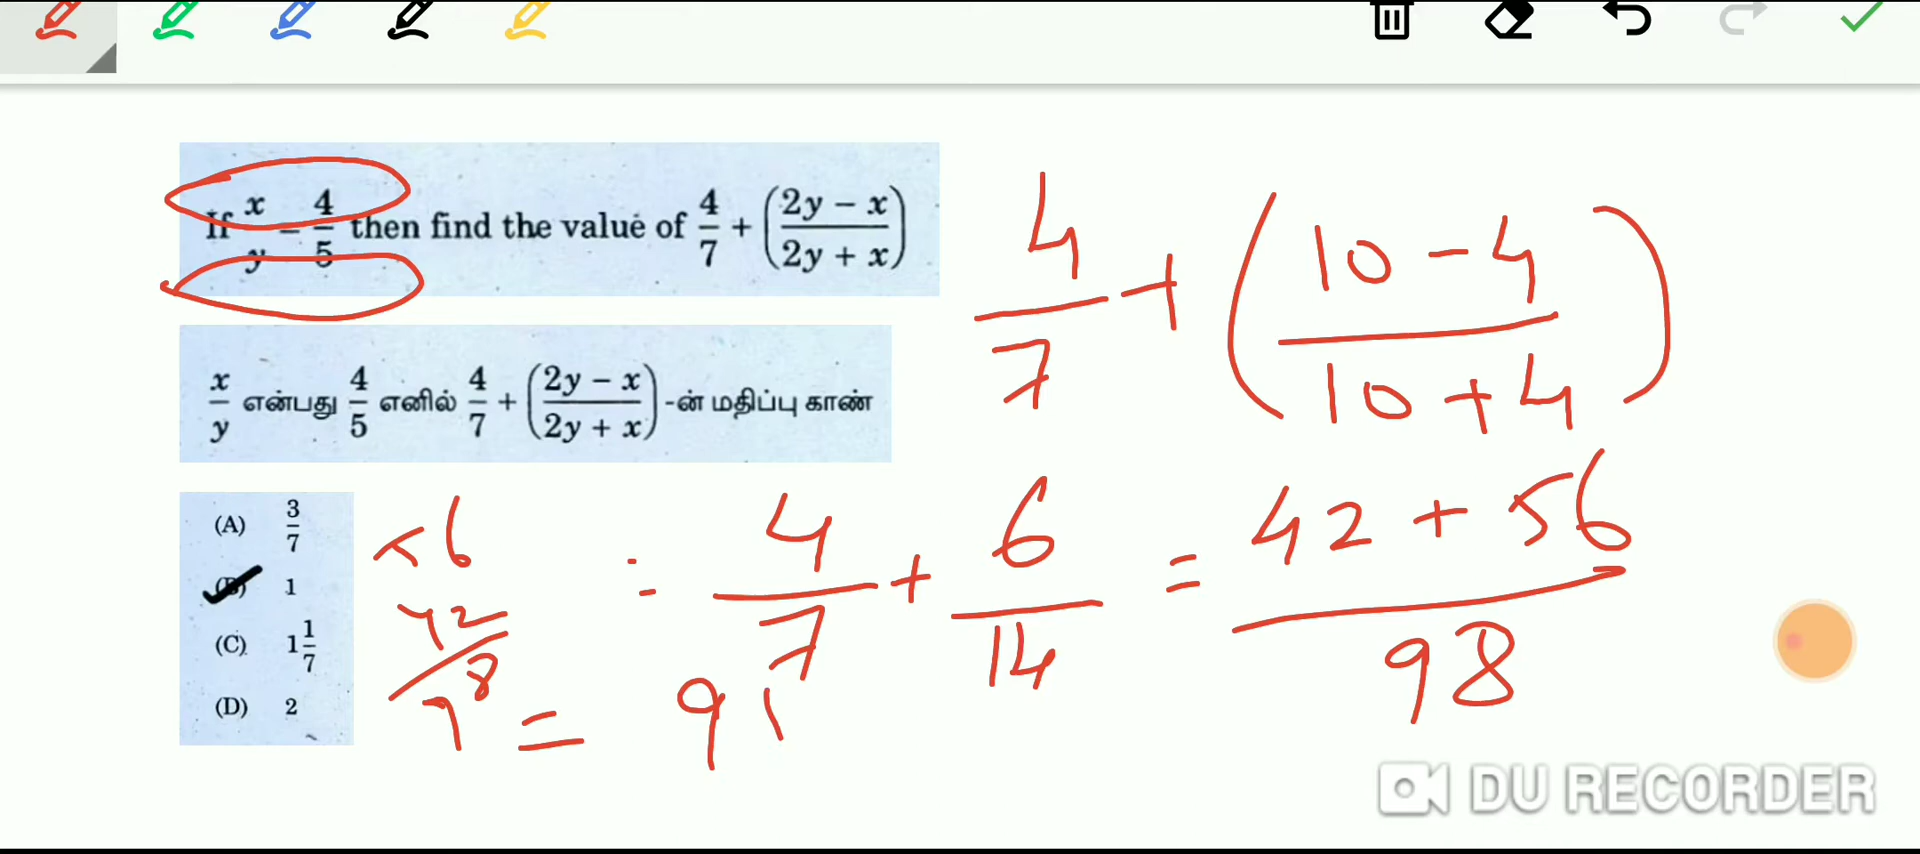 If x/y = 4/5 then find the value of 4/7 + ((2y − x)/(2y + x))
x/y என்பது 4/5 எனில் 4/7 + ((2y − x)/(2y + x)) -ன் மதிப்பு காண்
(A) 3/7
(B) 1
(C) 1 1/7
(D) 2
4/7 + ((10 − 4)/(10 + 4))
= 4/7 + 6/14 = (42 + 56)/98
=
DU RECORDER